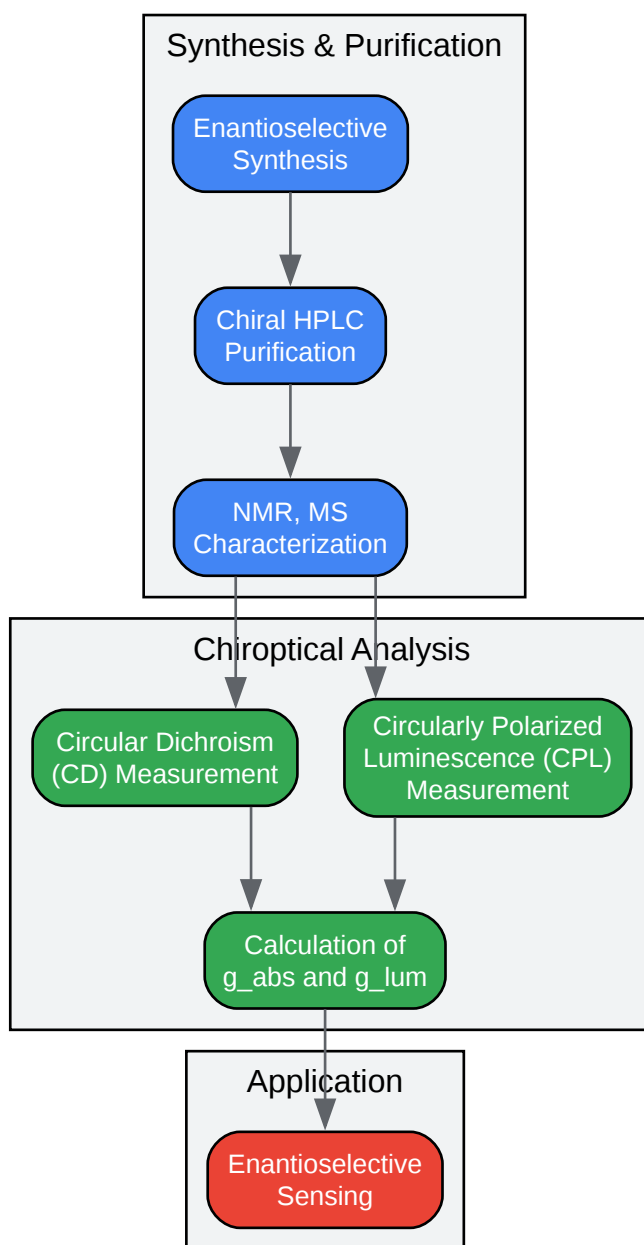 Synthesis & Purification
Enantioselective
Synthesis
Chiral HPLC
Purification
NMR, MS
Characterization
Chiroptical Analysis
Circular Dichroism
(CD) Measurement
Circularly Polarized
Luminescence (CPL)
Measurement
Calculation of
g_abs and g_lum
Application
Enantioselective
Sensing